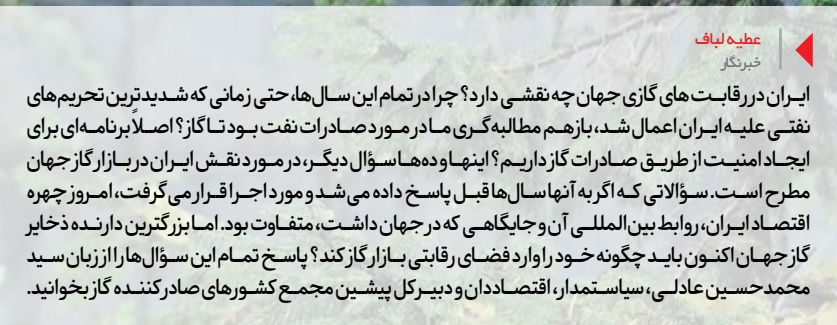 عطیه لباف
خبرنگار
ایران در رقابت های گازی جهان چه نقشی دارد؟ چرا در تمام این سال‌ها، حتی زمانی که شدیدترین تحریم‌های
نفتی علیه ایران اعمال شد، باز هم مطالبه‌گری ما در مورد صادرات نفت بود تا گاز؟ اصلاً برنامه‌ای برای
ایجاد امنیت از طریق صادرات گاز داریم؟ اینها و ده‌ها سؤال دیگر، در مورد نقش ایران در بازار گاز جهان
مطرح است. سؤالاتی که اگر به آنها سال‌ها قبل پاسخ داده می‌شد و مورد اجرا قرار می‌گرفت، امروز چهره
اقتصاد ایران، روابط بین‌المللی آن و جایگاهی که در جهان داشت، متفاوت بود. اما بزرگترین دارنده ذخایر
گاز جهان اکنون باید چگونه خود را وارد فضای رقابتی بازار گاز کند؟ پاسخ تمام این سؤال‌ها را از زبان سید
محمدحسین عادلی، سیاستمدار، اقتصاددان و دبیرکل پیشین مجمع کشورهای صادرکننده گاز بخوانید.